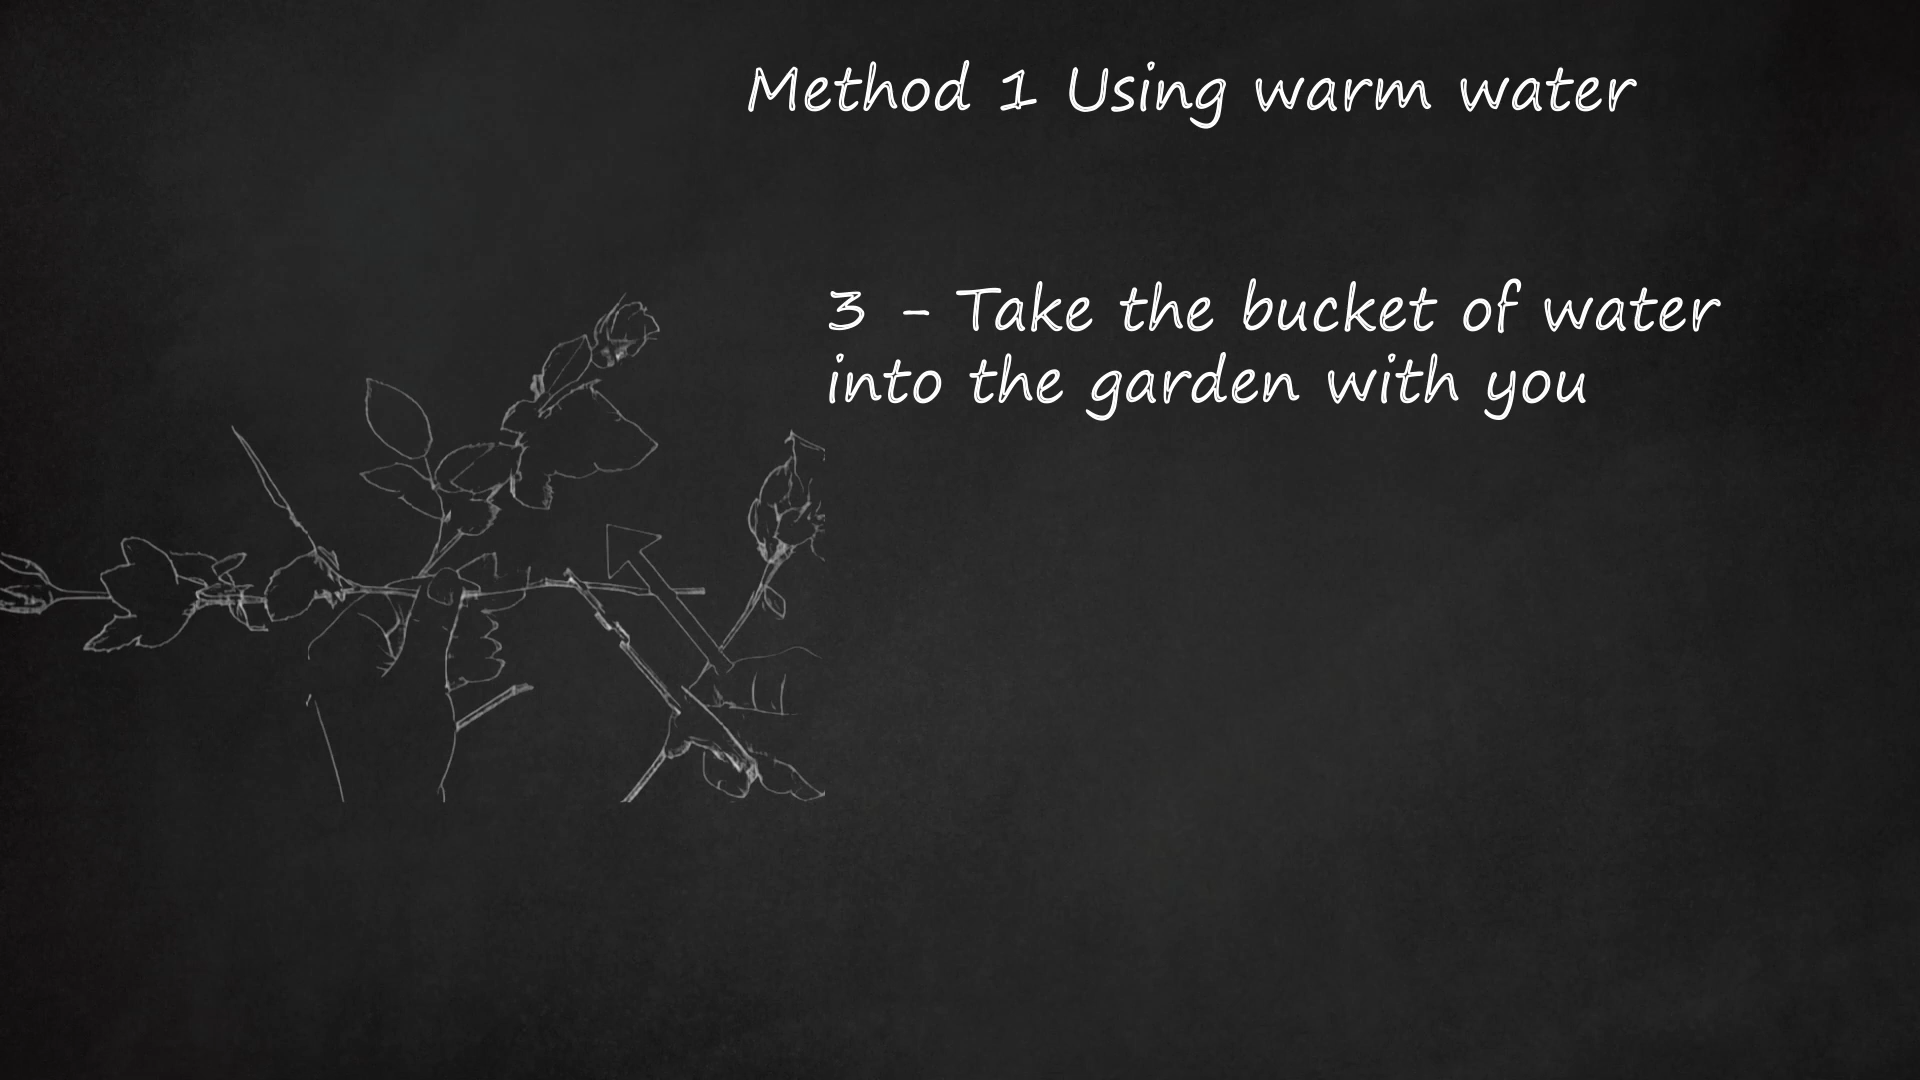 Method 1 Using warm water
3 - Take the bucket of water
into the garden with you